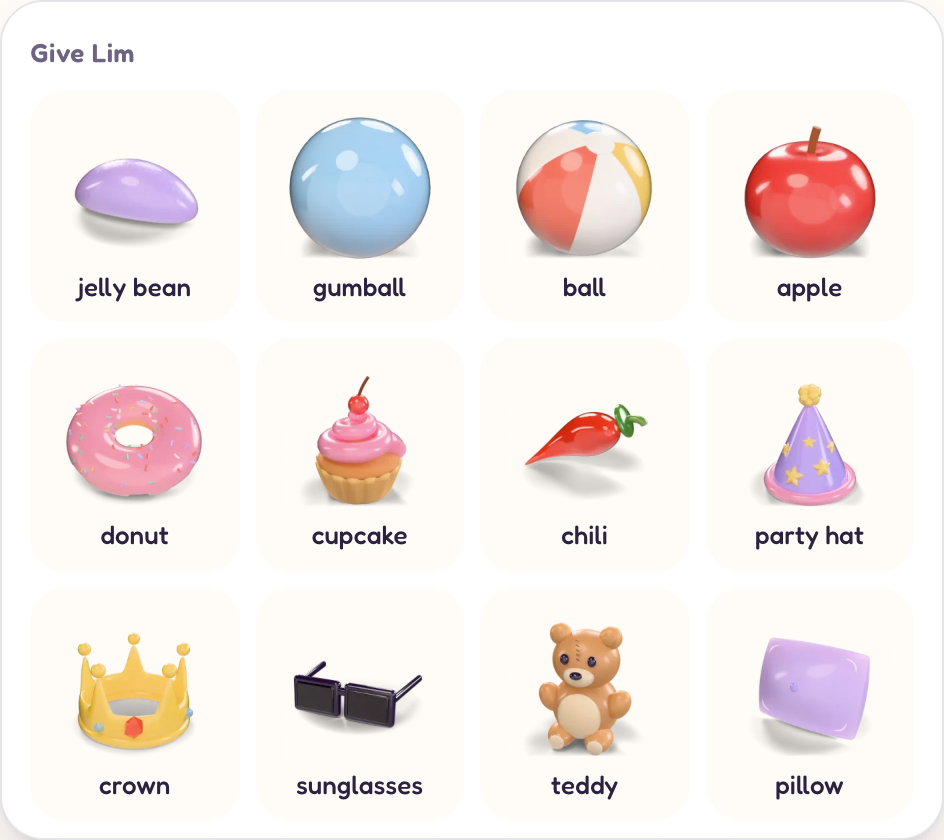 Give Lim
jelly bean
gumball
ball
apple
donut
cupcake
chili
party hat
crown
sunglasses
teddy
pillow